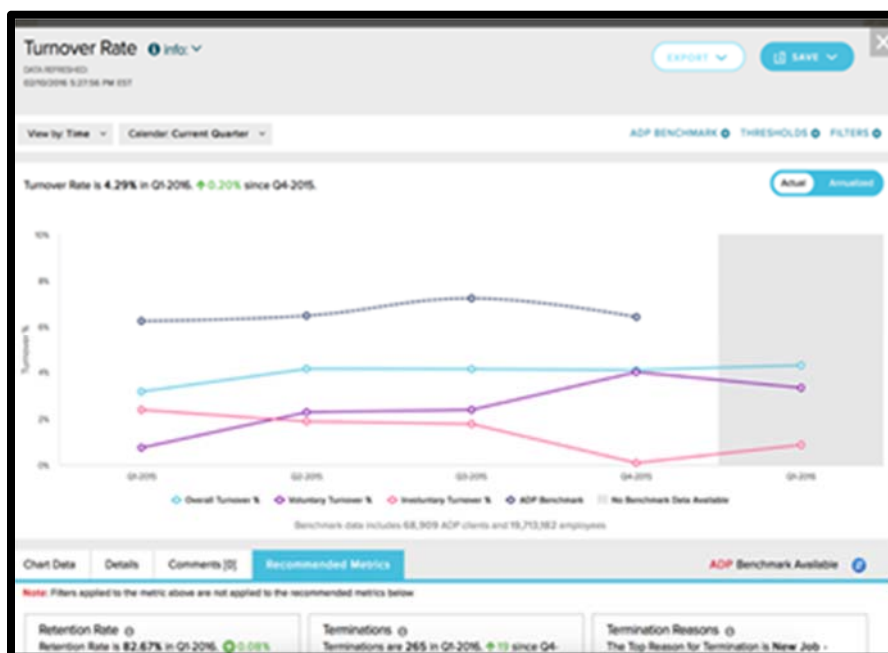 Turnover Rate info:
DATA REFRESHED:
02/10/2016 5:27:56 PM EST
EXPORT
SAVE
View by: Time
Calendar: Current Quarter
ADP BENCHMARK
THRESHOLDS
FILTERS
Turnover Rate is 4.29% in Q1-2016. 0.20% since Q4-2015.
Actual
Annualized
10%
8%
6%
4%
2%
0%
Turnover %
Q1-2015
Q2-2015
Q3-2015
Q4-2015
Q1-2016
Overall Turnover %
Voluntary Turnover %
Involuntary Turnover %
ADP Benchmark
No Benchmark Data Available
Benchmark data includes 68,909 ADP clients and 19,713,182 employees
Chart Data
Details
Comments [0]
Recommended Metrics
ADP Benchmark Available
Note: Filters applied to the metric above are not applied to the recommended metrics below
Retention Rate
Retention Rate is 82.67% in Q1-2016. 0.08%
Terminations
Terminations are 265 in Q1-2016. 19 since Q4-
Termination Reasons
The Top Reason for Termination is New Job -